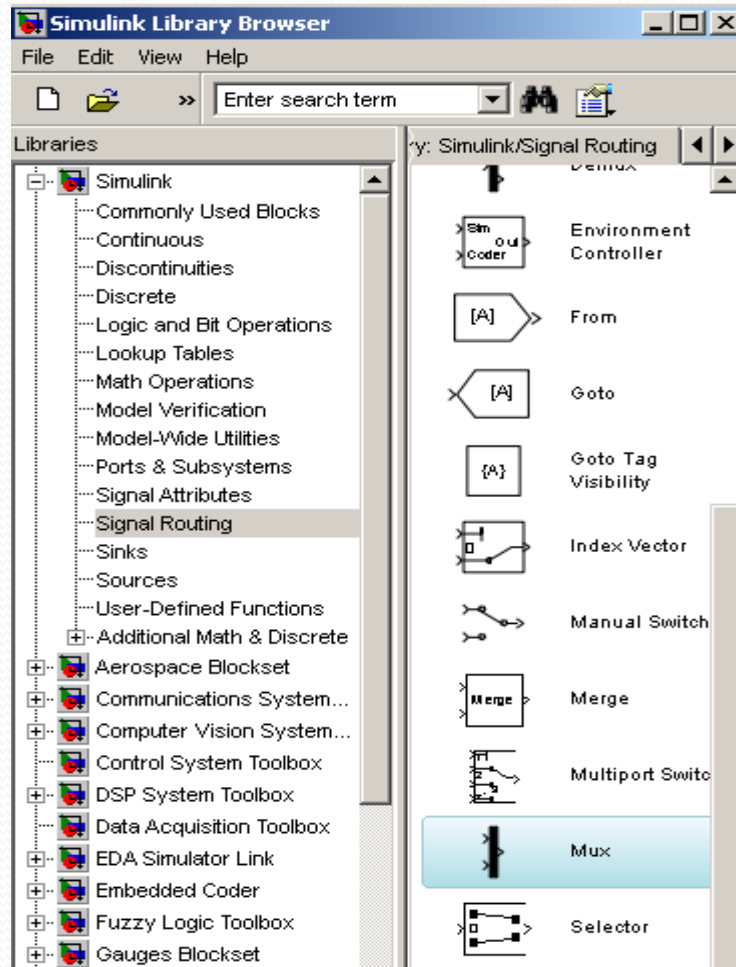 Simulink Library Browser
File Edit View Help
» Enter search term
Libraries
y: Simulink/Signal Routing
Simulink
Commonly Used Blocks
Continuous
Discontinuities
Discrete
Logic and Bit Operations
Lookup Tables
Math Operations
Model Verification
Model-Wide Utilities
Ports & Subsystems
Signal Attributes
Signal Routing
Sinks
Sources
User-Defined Functions
Additional Math & Discrete
Aerospace Blockset
Communications System...
Computer Vision System...
Control System Toolbox
DSP System Toolbox
Data Acquisition Toolbox
EDA Simulator Link
Embedded Coder
Fuzzy Logic Toolbox
Gauges Blockset
Demux
Sim
Out
Coder
Environment
Controller
[A]
From
[A]
Goto
{A}
Goto Tag
Visibility
Index Vector
Manual Switch
Merge
Merge
Multiport Switc
Mux
Selector